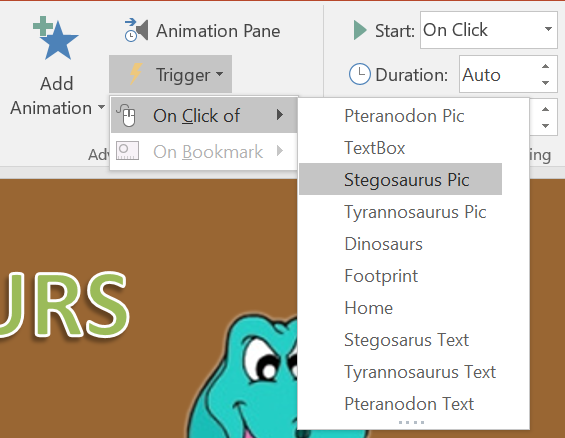 Add
Animation
Animation Pane
Trigger
Start: On Click
Duration: Auto
On Click of
On Bookmark
Pteranodon Pic
TextBox
Stegosaurus Pic
Tyrannosaurus Pic
Dinosaurs
Footprint
Home
Stegosarus Text
Tyrannosaurus Text
Pteranodon Text
Adv
ing
URS